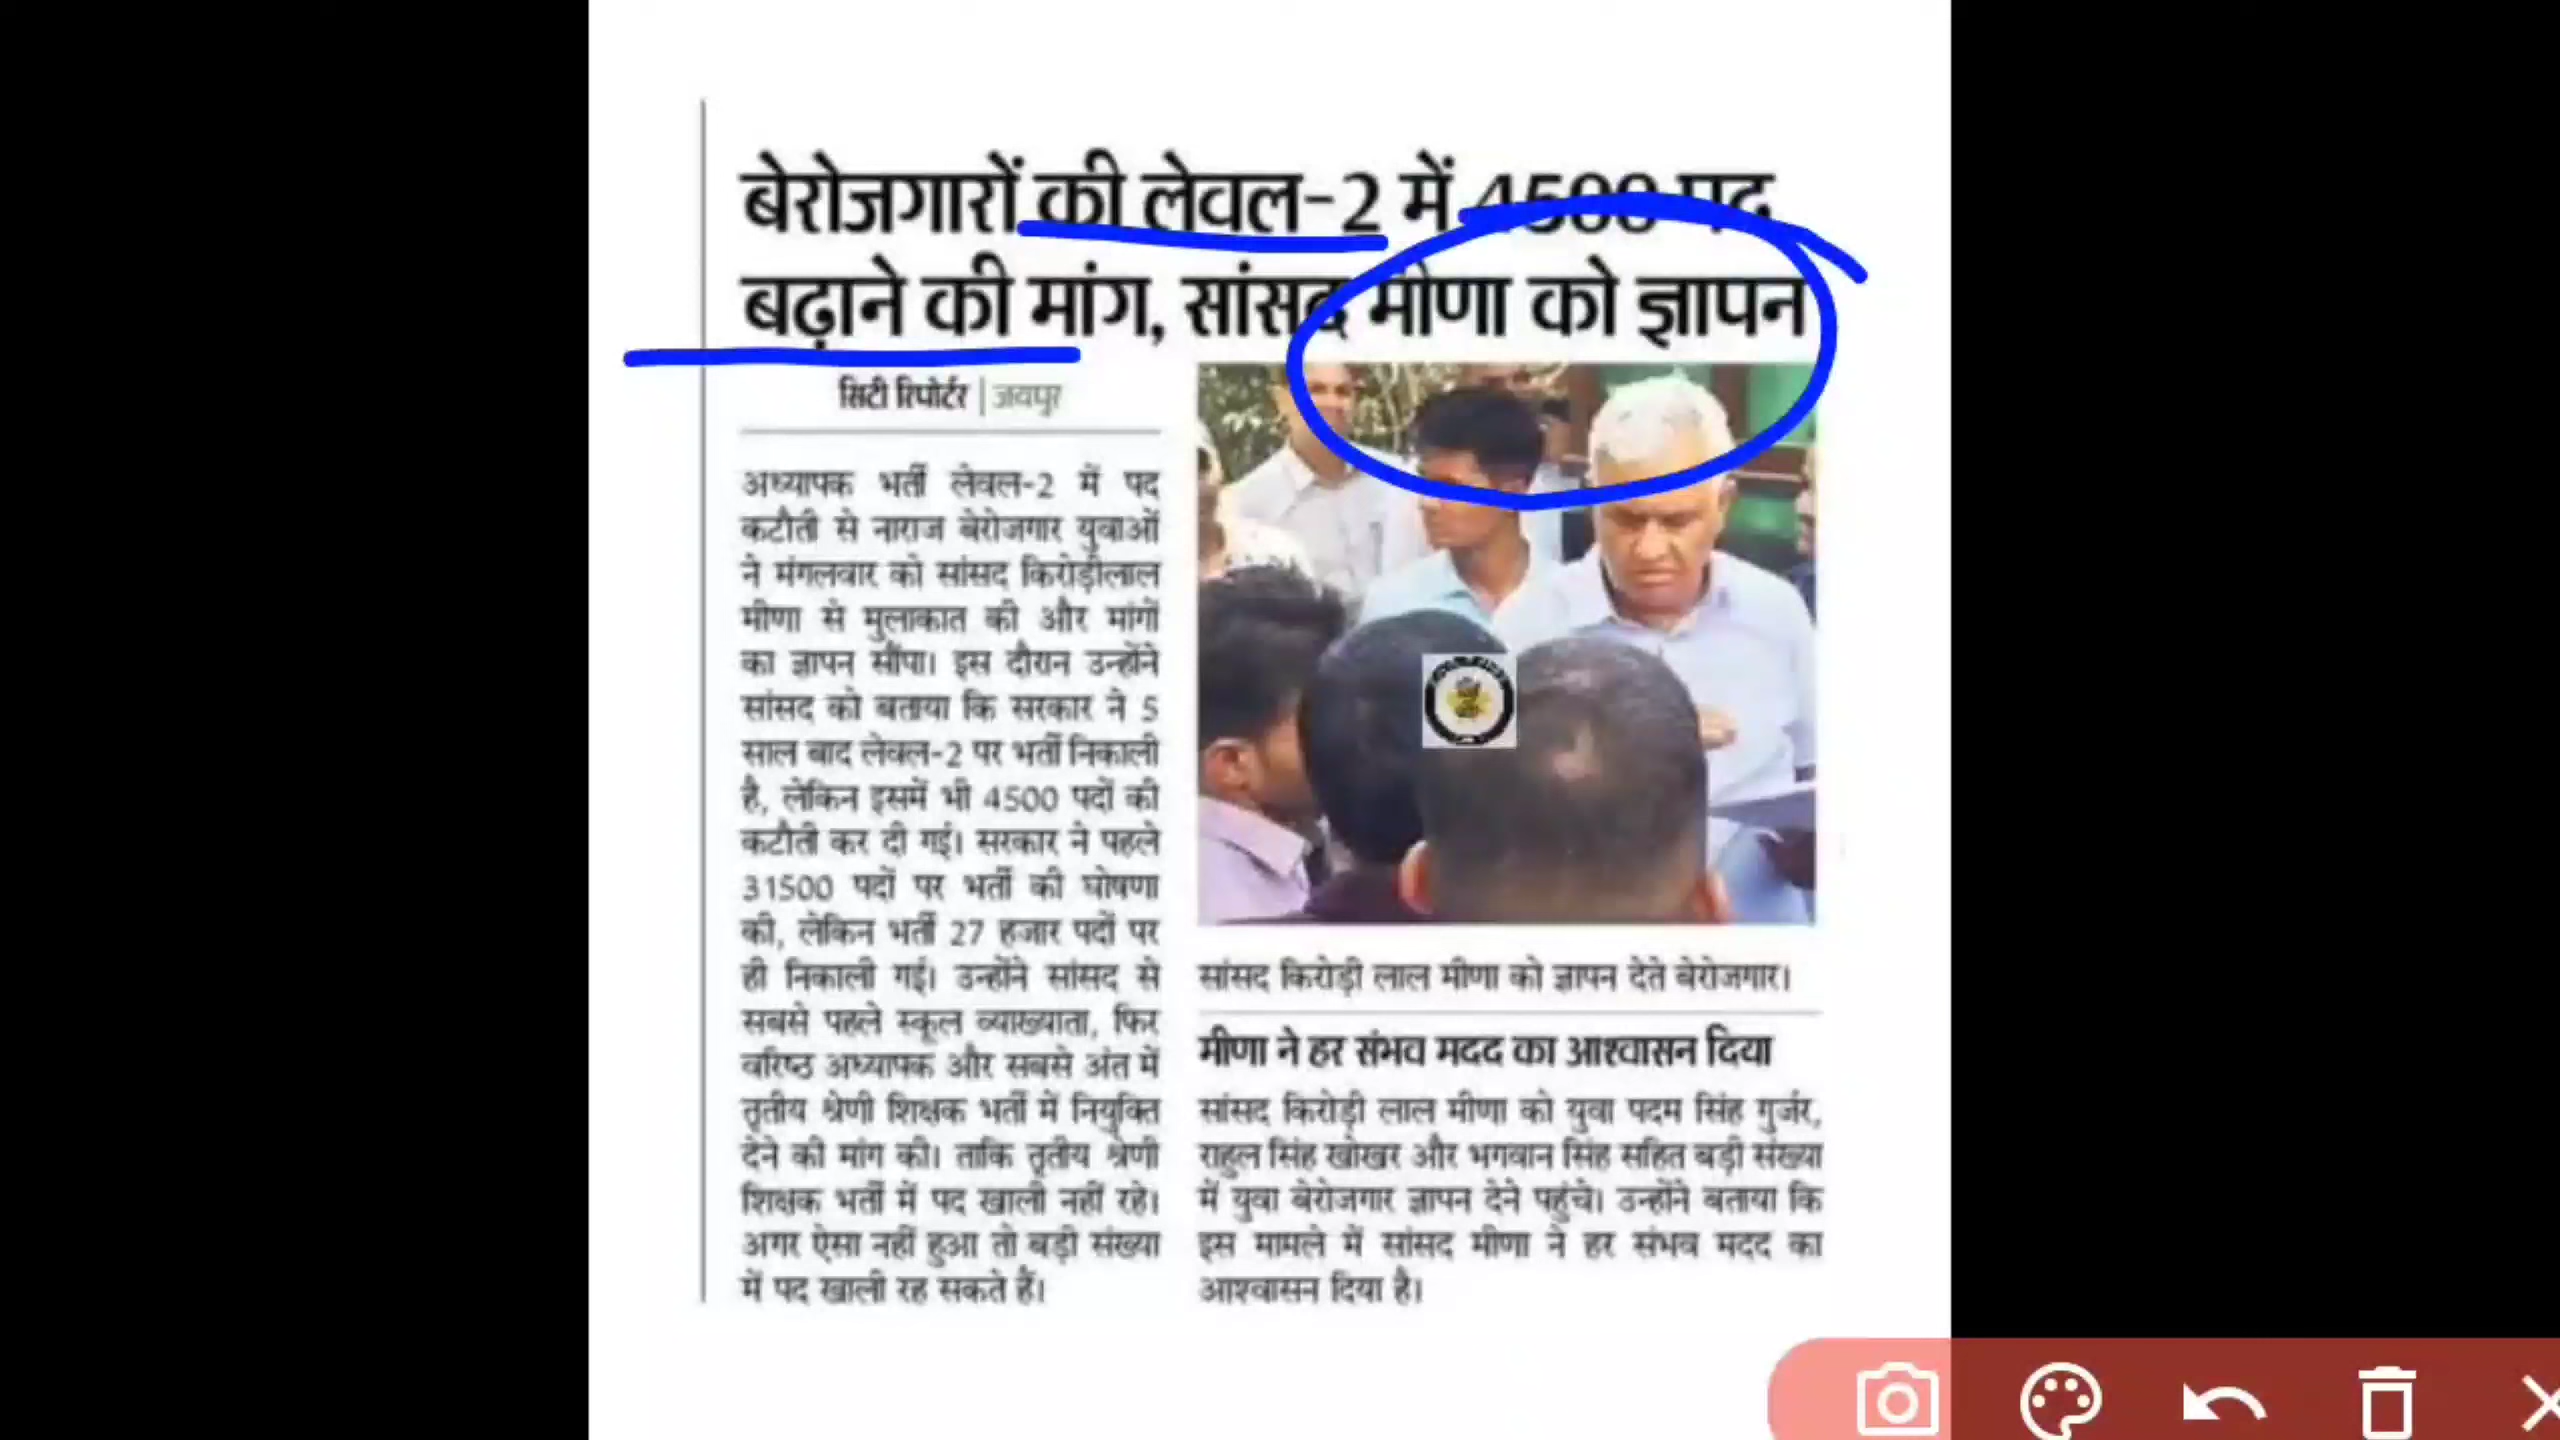 बेरोजगारों की लेवल-2 में 4500 पद
बढ़ाने की मांग, सांसद मीणा को ज्ञापन
सिटी रिपोर्टर | जयपुर
अध्यापक भर्ती लेवल-2 में पद
कटौती से नाराज बेरोजगार युवाओं
ने मंगलवार को सांसद किरोड़ीलाल
मीणा से मुलाकात की और मांगों
का ज्ञापन सौंपा। इस दौरान उन्होंने
सांसद को बताया कि सरकार ने 5
साल बाद लेवल-2 पर भर्ती निकाली
है, लेकिन इसमें भी 4500 पदों की
कटौती कर दी गई। सरकार ने पहले
31500 पदों पर भर्ती की घोषणा
की, लेकिन भर्ती 27 हजार पदों पर
ही निकाली गई। उन्होंने सांसद से
सबसे पहले स्कूल व्याख्याता, फिर
वरिष्ठ अध्यापक और सबसे अंत में
तृतीय श्रेणी शिक्षक भर्ती में नियुक्ति
देने की मांग की। ताकि तृतीय श्रेणी
शिक्षक भर्ती में पद खाली नहीं रहे।
अगर ऐसा नहीं हुआ तो बड़ी संख्या
में पद खाली रह सकते हैं।
सांसद किरोड़ी लाल मीणा को ज्ञापन देते बेरोजगार।
मीणा ने हर संभव मदद का आश्वासन दिया
सांसद किरोड़ी लाल मीणा को युवा पदम सिंह गुर्जर,
राहुल सिंह खोखर और भगवान सिंह सहित बड़ी संख्या
में युवा बेरोजगार ज्ञापन देने पहुंचे। उन्होंने बताया कि
इस मामले में सांसद मीणा ने हर संभव मदद का
आश्वासन दिया है।